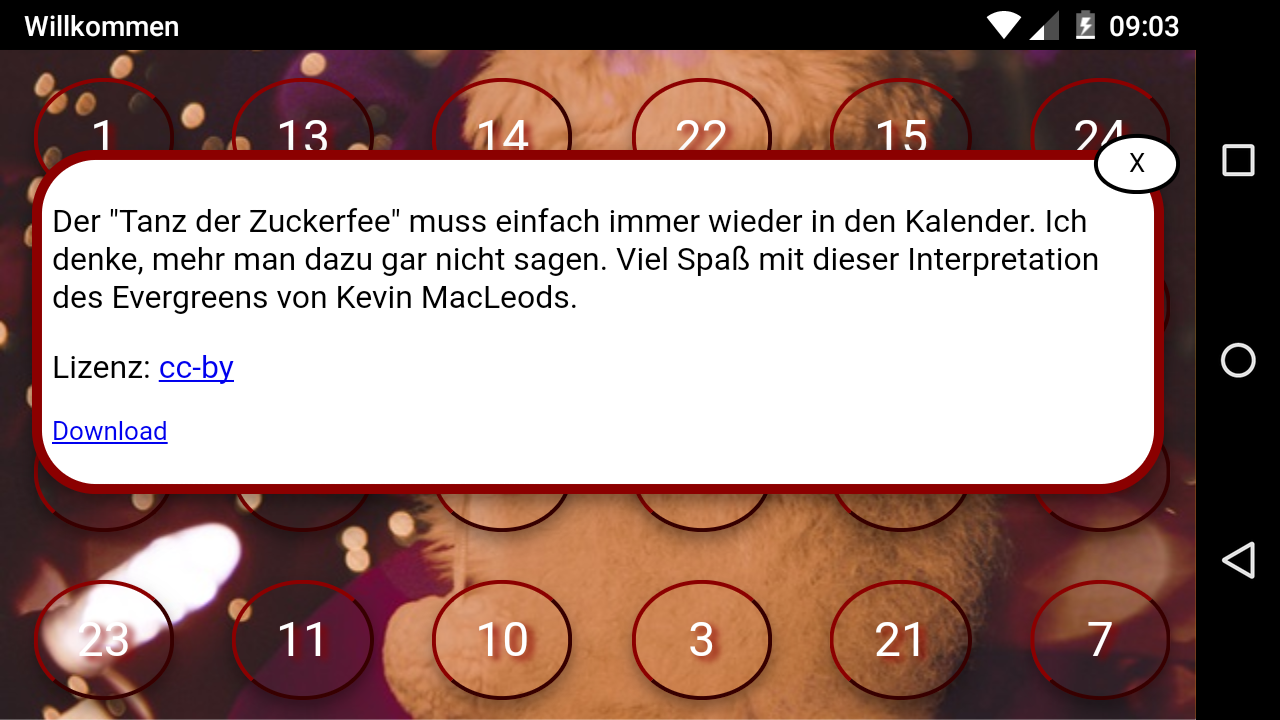 Willkommen 09:03
1 13 14 22 15 24
X
Der "Tanz der Zuckerfee" muss einfach immer wieder in den Kalender. Ich
denke, mehr man dazu gar nicht sagen. Viel Spaß mit dieser Interpretation
des Evergreens von Kevin MacLeods.
Lizenz: cc-by
Download
23 11 10 3 21 7